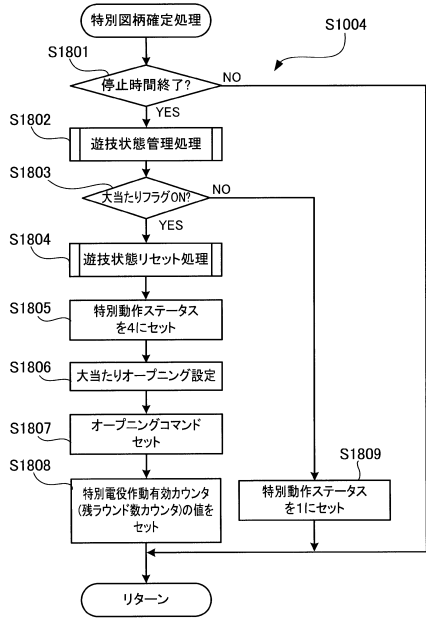 特別図柄確定処理
S1004
S1801
停止時間終了?
NO
YES
S1802
遊技状態管理処理
S1803
大当たりフラグON?
NO
YES
S1804
遊技状態リセット処理
S1805
特別動作ステータス
を4にセット
S1806
大当たりオープニング設定
S1807
オープニングコマンド
セット
S1808
特別電役作動有効カウンタ
(残ラウンド数カウンタ)の値を
セット
S1809
特別動作ステータス
を1にセット
リターン